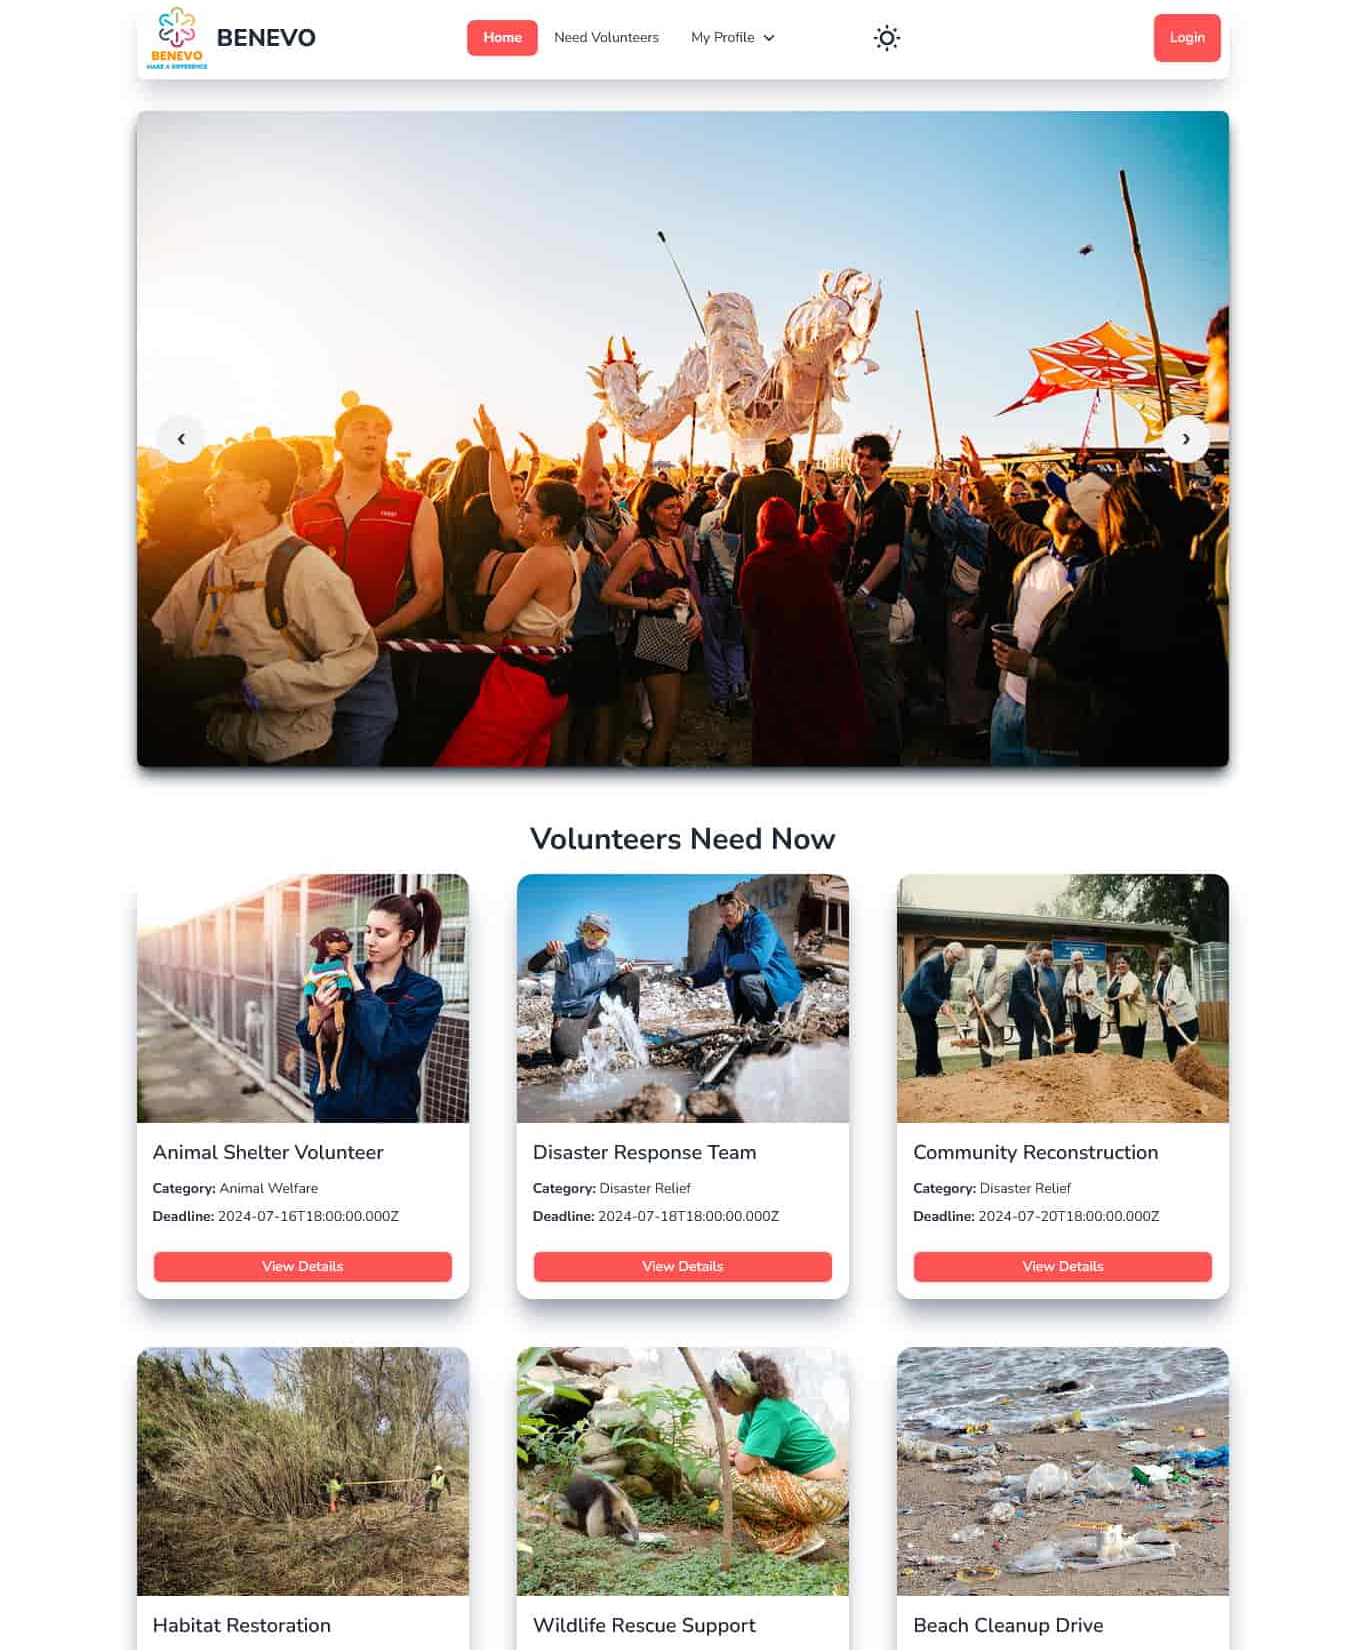 BENEVO
MAKE A DIFFERENCE
BENEVO
Home
Need Volunteers
My Profile
Login
‹
›
Volunteers Need Now
Animal Shelter Volunteer
Category: Animal Welfare
Deadline: 2024-07-16T18:00:00.000Z
View Details
Disaster Response Team
Category: Disaster Relief
Deadline: 2024-07-18T18:00:00.000Z
View Details
Community Reconstruction
Category: Disaster Relief
Deadline: 2024-07-20T18:00:00.000Z
View Details
Habitat Restoration
Wildlife Rescue Support
Beach Cleanup Drive